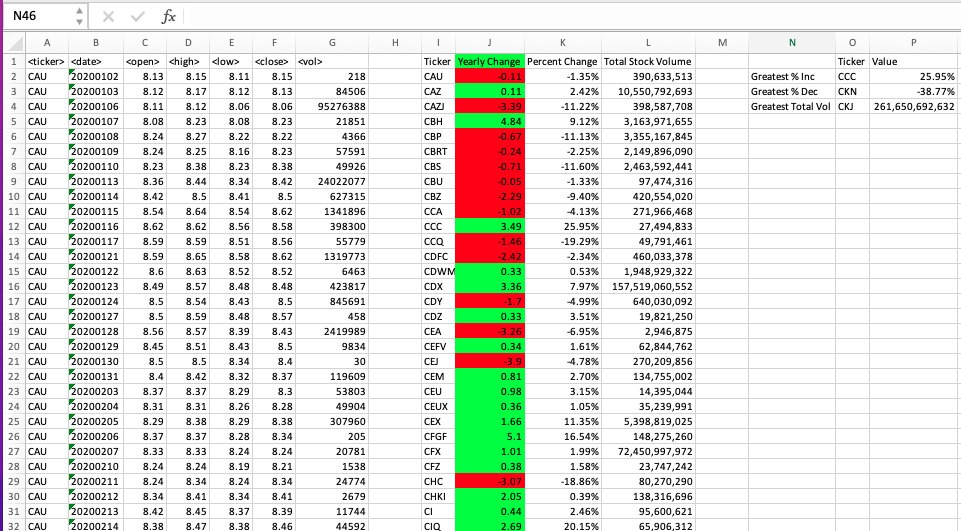 N46 fx
A B C D E F G H I J K L M N O P
1 <ticker> <date> <open> <high> <low> <close> <vol> Ticker Yearly Change Percent Change Total Stock Volume Ticker Value
2 CAU 20200102 8.13 8.15 8.11 8.15 218 CAU -0.11 -1.35% 390,633,513 Greatest % Inc CCC 25.95%
3 CAU 20200103 8.12 8.17 8.12 8.13 84506 CAZ 0.11 2.42% 10,550,792,693 Greatest % Dec CKN -38.77%
4 CAU 20200106 8.11 8.12 8.06 8.06 95276388 CAZJ -3.39 -11.22% 398,587,708 Greatest Total Vol CKJ 261,650,692,632
5 CAU 20200107 8.08 8.23 8.08 8.23 21851 CBH 4.84 9.12% 3,163,971,655
6 CAU 20200108 8.24 8.27 8.22 8.22 4366 CBP -0.67 -11.13% 3,355,167,845
7 CAU 20200109 8.24 8.25 8.16 8.23 57591 CBRT -0.24 -2.25% 2,149,896,090
8 CAU 20200110 8.23 8.38 8.23 8.38 49926 CBS -0.71 -11.60% 2,463,592,441
9 CAU 20200113 8.36 8.44 8.34 8.42 24022077 CBU -0.05 -1.33% 97,474,316
10 CAU 20200114 8.42 8.5 8.41 8.5 627315 CBZ -2.29 -9.40% 420,554,020
11 CAU 20200115 8.54 8.64 8.54 8.62 1341896 CCA -1.02 -4.13% 271,966,468
12 CAU 20200116 8.62 8.62 8.56 8.58 398300 CCC 3.49 25.95% 27,494,833
13 CAU 20200117 8.59 8.59 8.51 8.56 55779 CCQ -1.46 -19.29% 49,791,461
14 CAU 20200121 8.59 8.65 8.58 8.62 1319773 CDFC -2.42 -2.34% 460,033,378
15 CAU 20200122 8.6 8.63 8.52 8.52 6463 CDWM 0.33 0.53% 1,948,929,322
16 CAU 20200123 8.49 8.57 8.48 8.48 423817 CDX 3.36 7.97% 157,519,060,552
17 CAU 20200124 8.5 8.54 8.43 8.5 845691 CDY -1.7 -4.99% 640,030,092
18 CAU 20200127 8.5 8.59 8.48 8.57 458 CDZ 0.33 3.51% 19,821,250
19 CAU 20200128 8.56 8.57 8.39 8.43 2419989 CEA -3.26 -6.95% 2,946,875
20 CAU 20200129 8.45 8.51 8.43 8.5 9834 CEFV 0.34 1.61% 62,844,762
21 CAU 20200130 8.5 8.5 8.34 8.4 30 CEJ -3.9 -4.78% 270,209,856
22 CAU 20200131 8.4 8.42 8.32 8.37 119609 CEM 0.81 2.70% 134,755,002
23 CAU 20200203 8.37 8.37 8.29 8.3 53803 CEU 0.98 3.15% 14,395,044
24 CAU 20200204 8.31 8.31 8.26 8.28 49904 CEUX 0.36 1.05% 35,239,991
25 CAU 20200205 8.29 8.38 8.29 8.38 307960 CEX 1.66 11.35% 5,398,819,025
26 CAU 20200206 8.37 8.37 8.28 8.34 205 CFGF 5.1 16.54% 148,275,260
27 CAU 20200207 8.33 8.33 8.24 8.24 20781 CFX 1.01 1.99% 72,450,997,972
28 CAU 20200210 8.24 8.24 8.19 8.21 1538 CFZ 0.38 1.58% 23,747,242
29 CAU 20200211 8.24 8.34 8.24 8.34 24774 CHC -3.07 -18.86% 80,270,290
30 CAU 20200212 8.34 8.41 8.34 8.41 2679 CHKI 2.05 0.39% 138,316,696
31 CAU 20200213 8.42 8.45 8.37 8.39 11744 CI 0.44 2.46% 95,600,621
32 CAU 20200214 8.38 8.47 8.38 8.46 44592 CIQ 2.69 20.15% 65,906,312